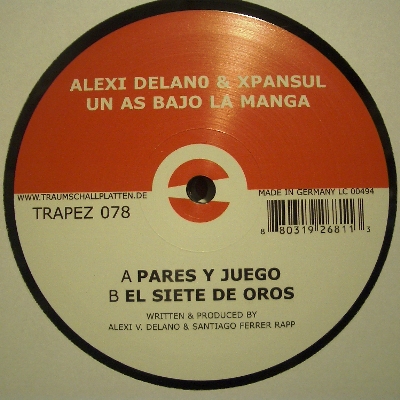 ALEXI DELAN0 & XPANSUL
UN AS BAJO LA MANGA
WWW.TRAUMSCHALLPLATTEN.DE
MADE IN GERMANY LC 00494
TRAPEZ 078
8 80319 26811 3
A PARES Y JUEGO
B EL SIETE DE OROS
WRITTEN & PRODUCED BY
ALEXI V. DELANO & SANTIAGO FERRER RAPP